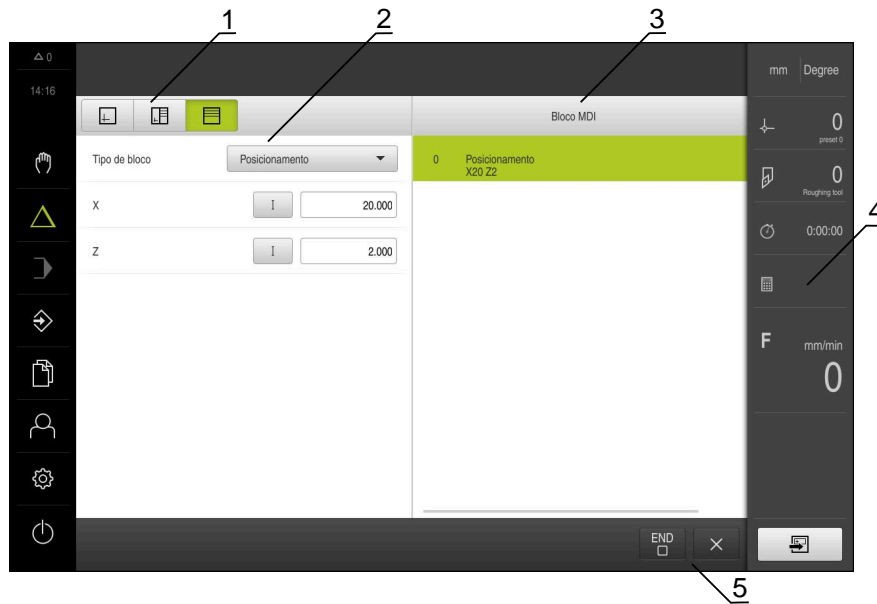 1 2 3
0
mm Degree
14:16
Bloco MDI
0
preset 0
Tipo de bloco Posicionamento
0 Posicionamento
X20 Z2
0
Roughing tool
X I 20.000
4
0:00:00
Z I 2.000
F mm/min
0
END
5